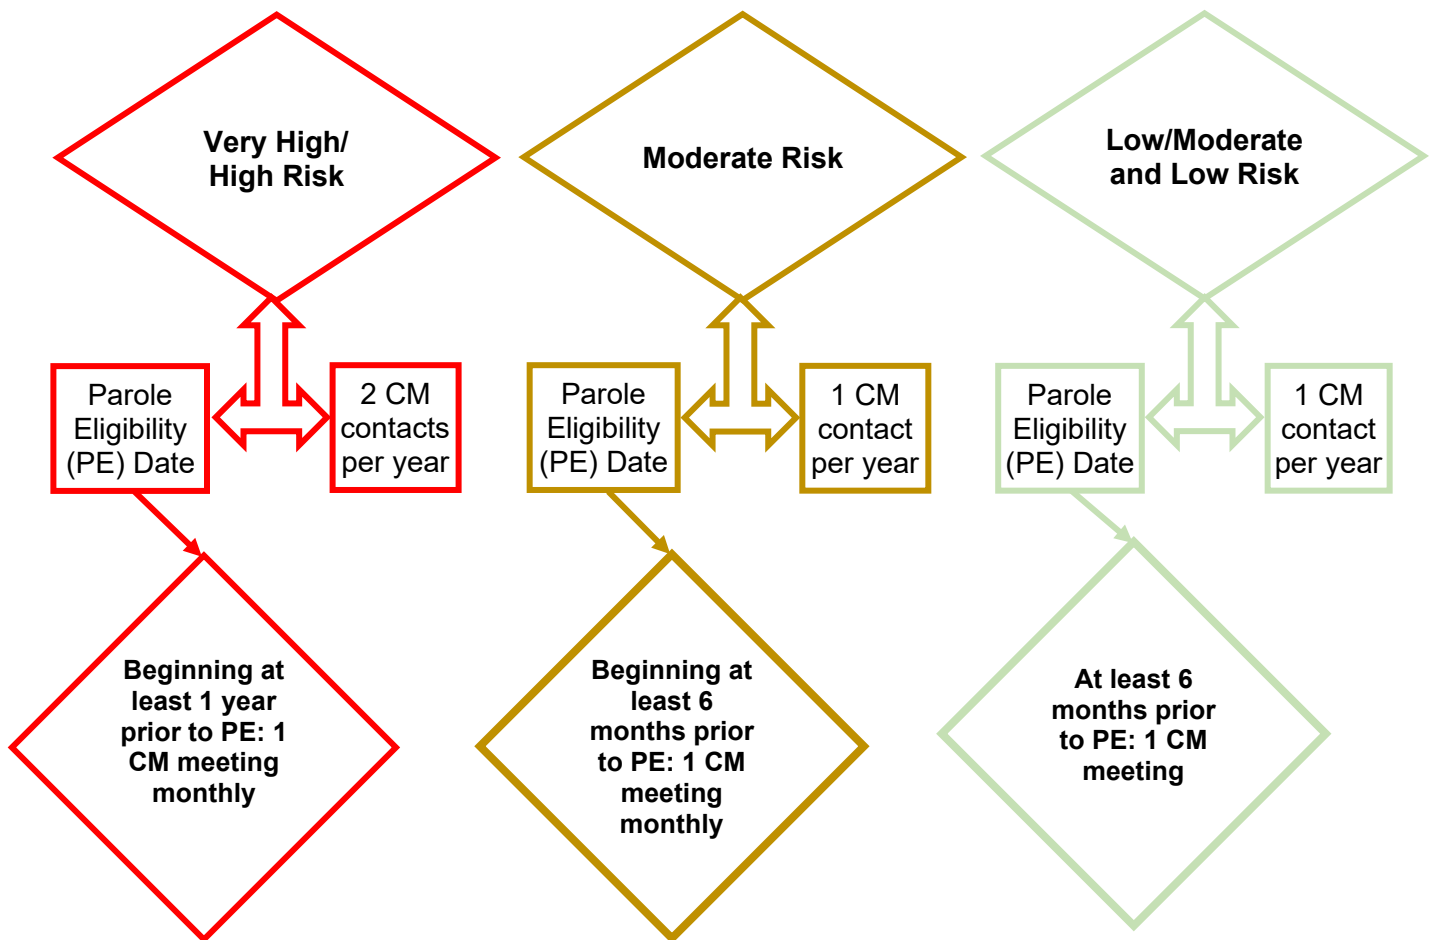 Very High/
High Risk
Moderate Risk
Low/Moderate
and Low Risk
Parole
Eligibility
(PE) Date
2 CM
contacts
per year
Parole
Eligibility
(PE) Date
1 CM
contact
per year
Parole
Eligibility
(PE) Date
1 CM
contact
per year
Beginning at
least 1 year
prior to PE: 1
CM meeting
monthly
Beginning at
least 6
months prior
to PE: 1 CM
meeting
monthly
At least 6
months prior
to PE: 1 CM
meeting